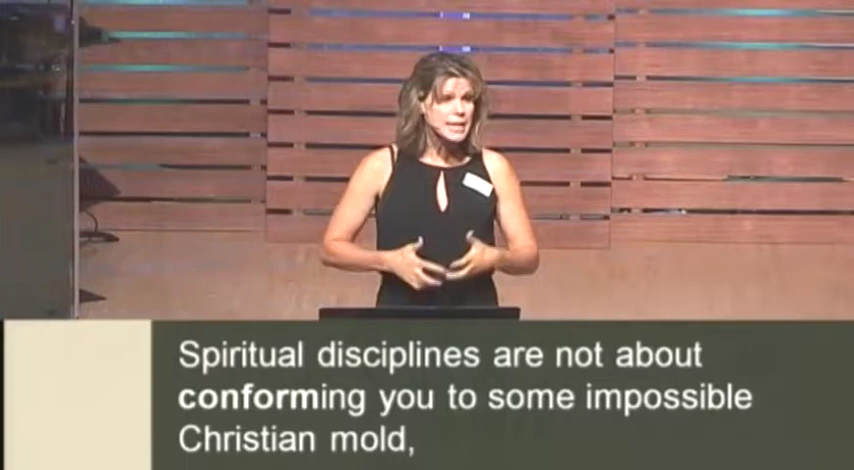 Spiritual disciplines are not about
conforming you to some impossible
Christian mold,